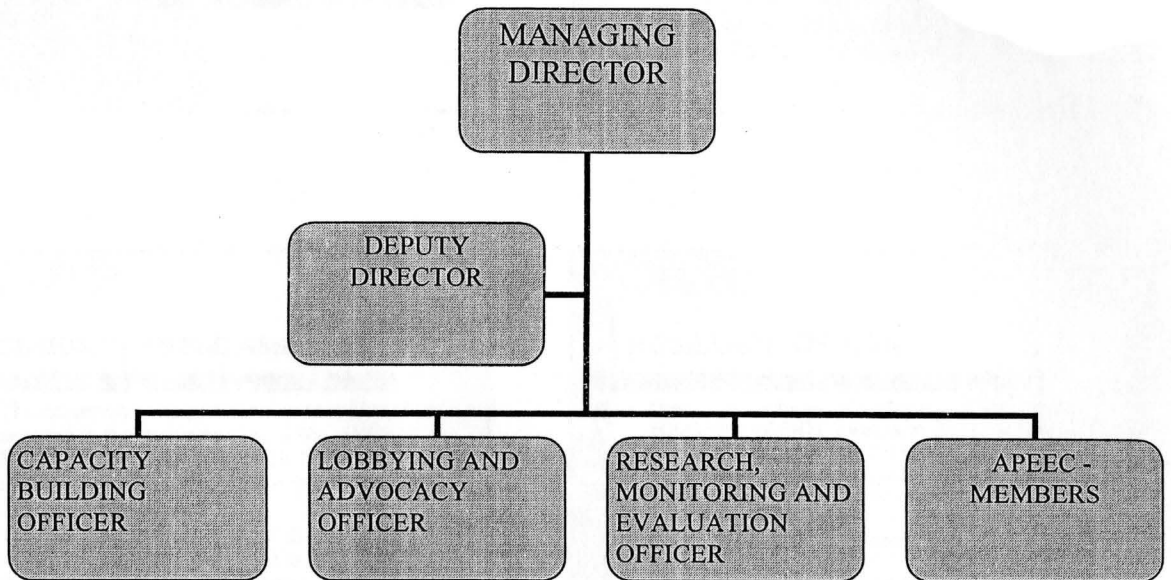 MANAGING
DIRECTOR
DEPUTY
DIRECTOR
CAPACITY
BUILDING
OFFICER
LOBBYING AND
ADVOCACY
OFFICER
RESEARCH,
MONITORING AND
EVALUATION
OFFICER
APEEC -
MEMBERS